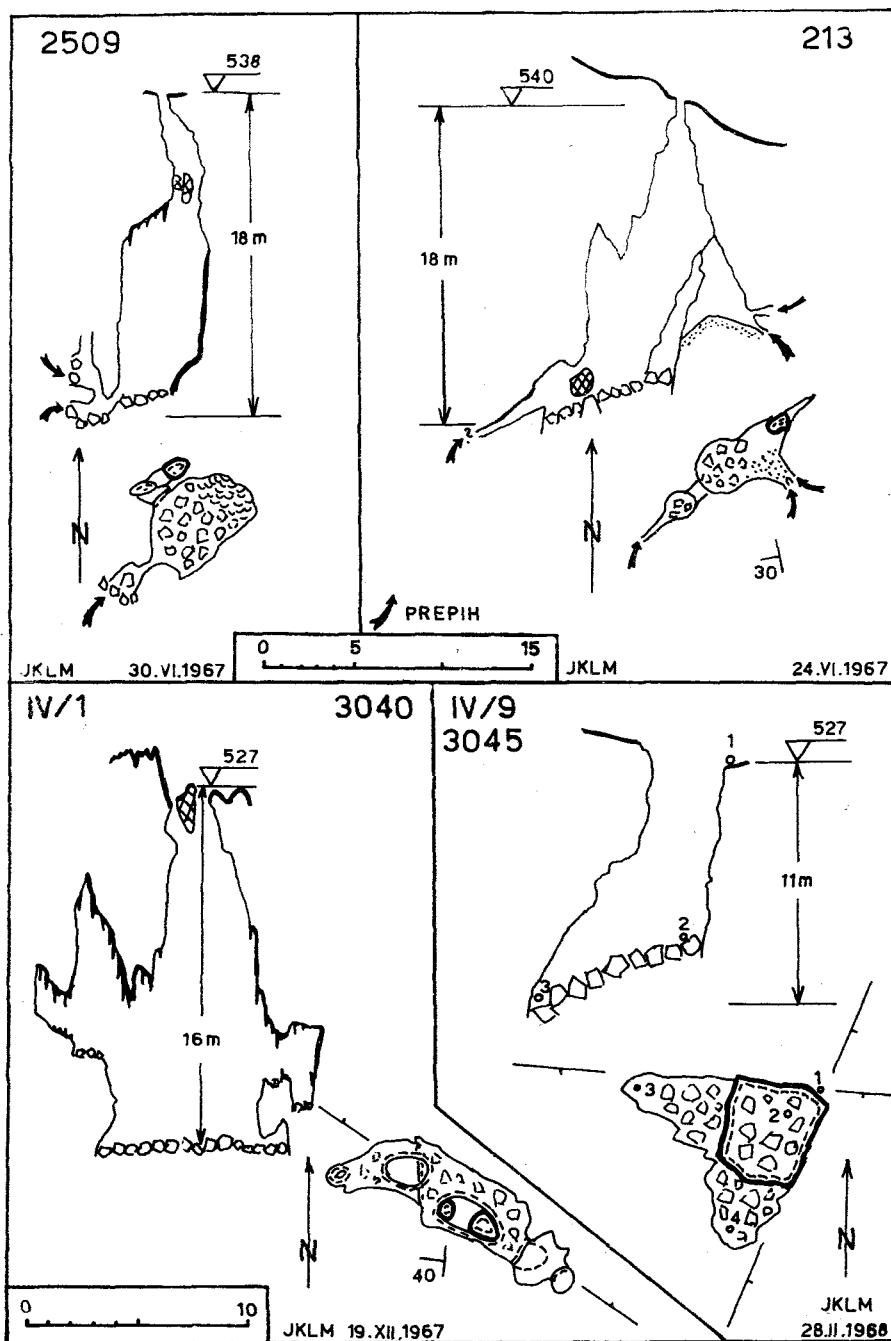 2509
538
18 m
N
JKLM 30.VI.1967
213
540
18 m
?
N
30
PREPIH
0 5 15
JKLM 24.VI.1967
IV/1 3040
527
16 m
N
40
0 10
JKLM 19.XII.1967
IV/9
3045
1
527
11m
2
3
1
3
2
4
N
JKLM
28.II.1968